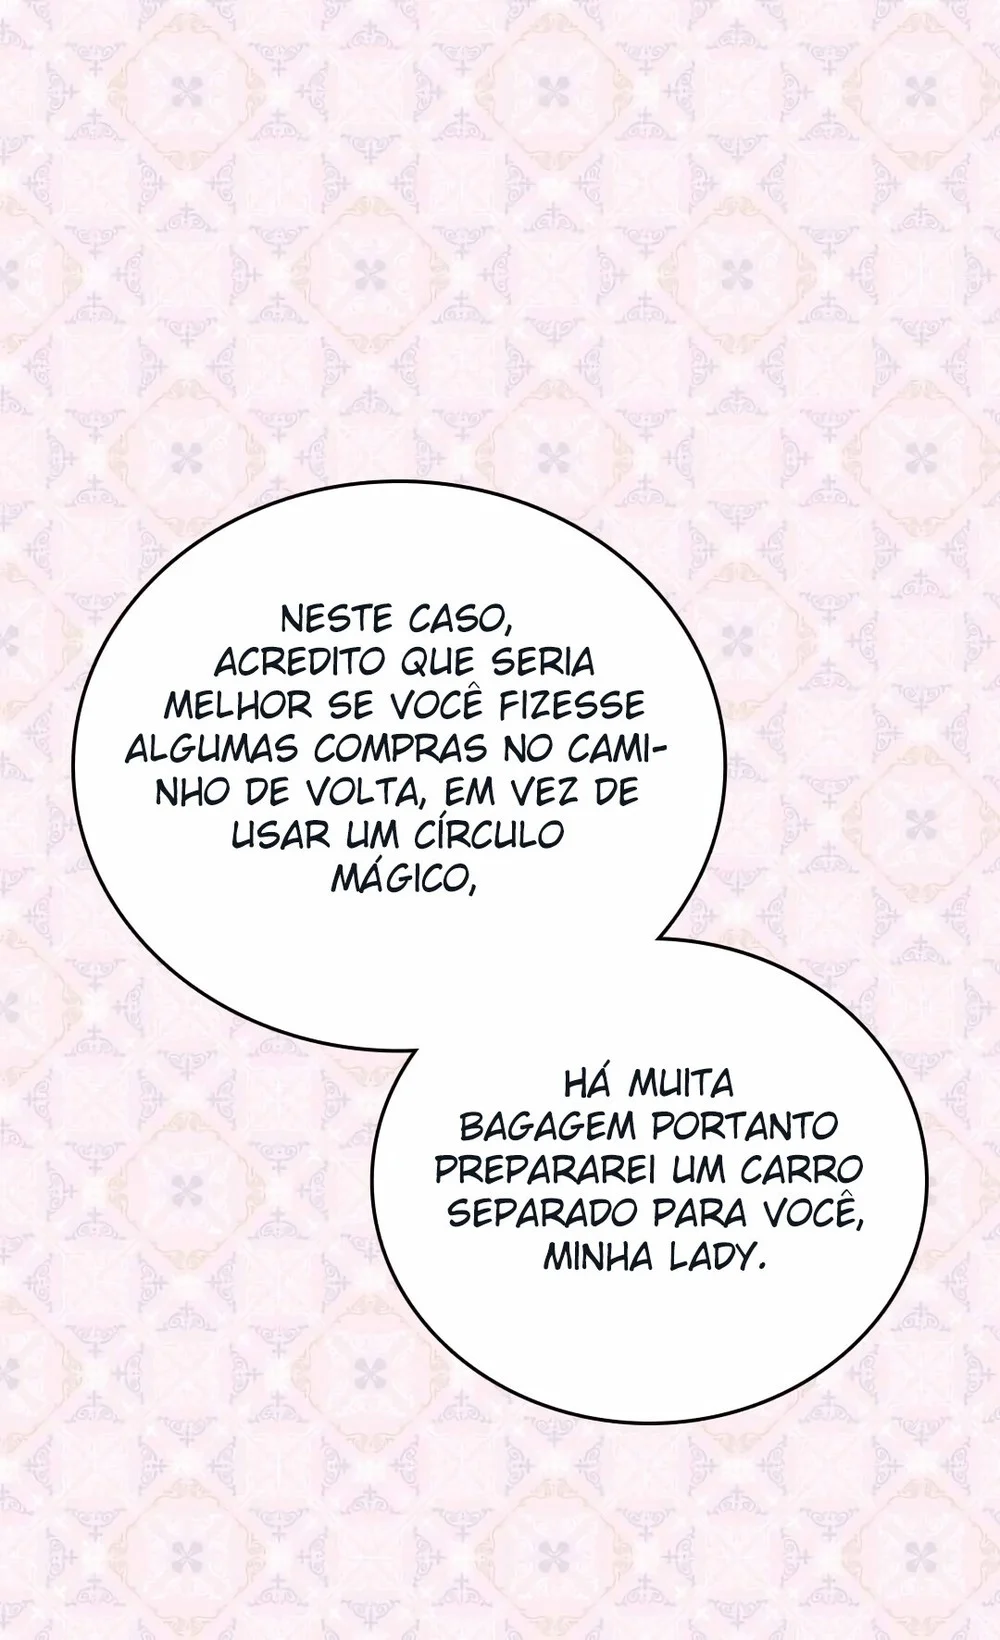 NESTE CASO,
ACREDITO QUE SERIA
MELHOR SE VOCÊ FIZESSE
ALGUMAS COMPRAS NO CAMI-
NHO DE VOLTA, EM VEZ DE
USAR UM CÍRCULO
MÁGICO,
HÁ MUITA
BAGAGEM PORTANTO
PREPARAREI UM CARRO
SEPARADO PARA VOCÊ,
MINHA LADY.